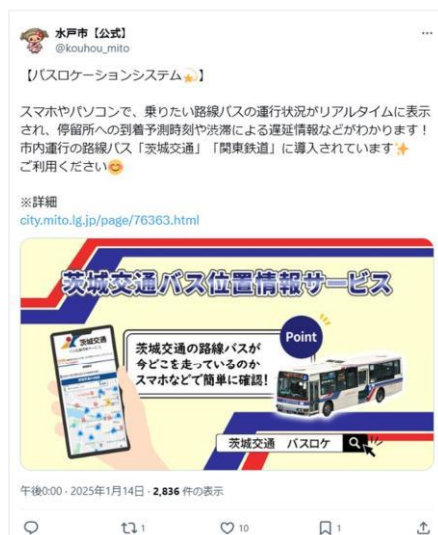 水戸市【公式】
@kouhou_mito
【バスロケーションシステム💫】
スマホやパソコンで、乗りたい路線バスの運行状況がリアルタイムに表示
され、停留所への到着予測時刻や渋滞による遅延情報などがわかります！
市内運行の路線バス「茨城交通」「関東鉄道」に導入されています✨
ご利用ください😊
※詳細
city.mito.lg.jp/page/76363.html
茨城交通バス位置情報サービス
茨城交通
茨城交通の路線バスが
今どこを走っているのか
スマホなどで簡単に確認!
Point
茨城交通 バスロケ
午後0:00 · 2025年1月14日 · 2,836 件の表示
1
10
1